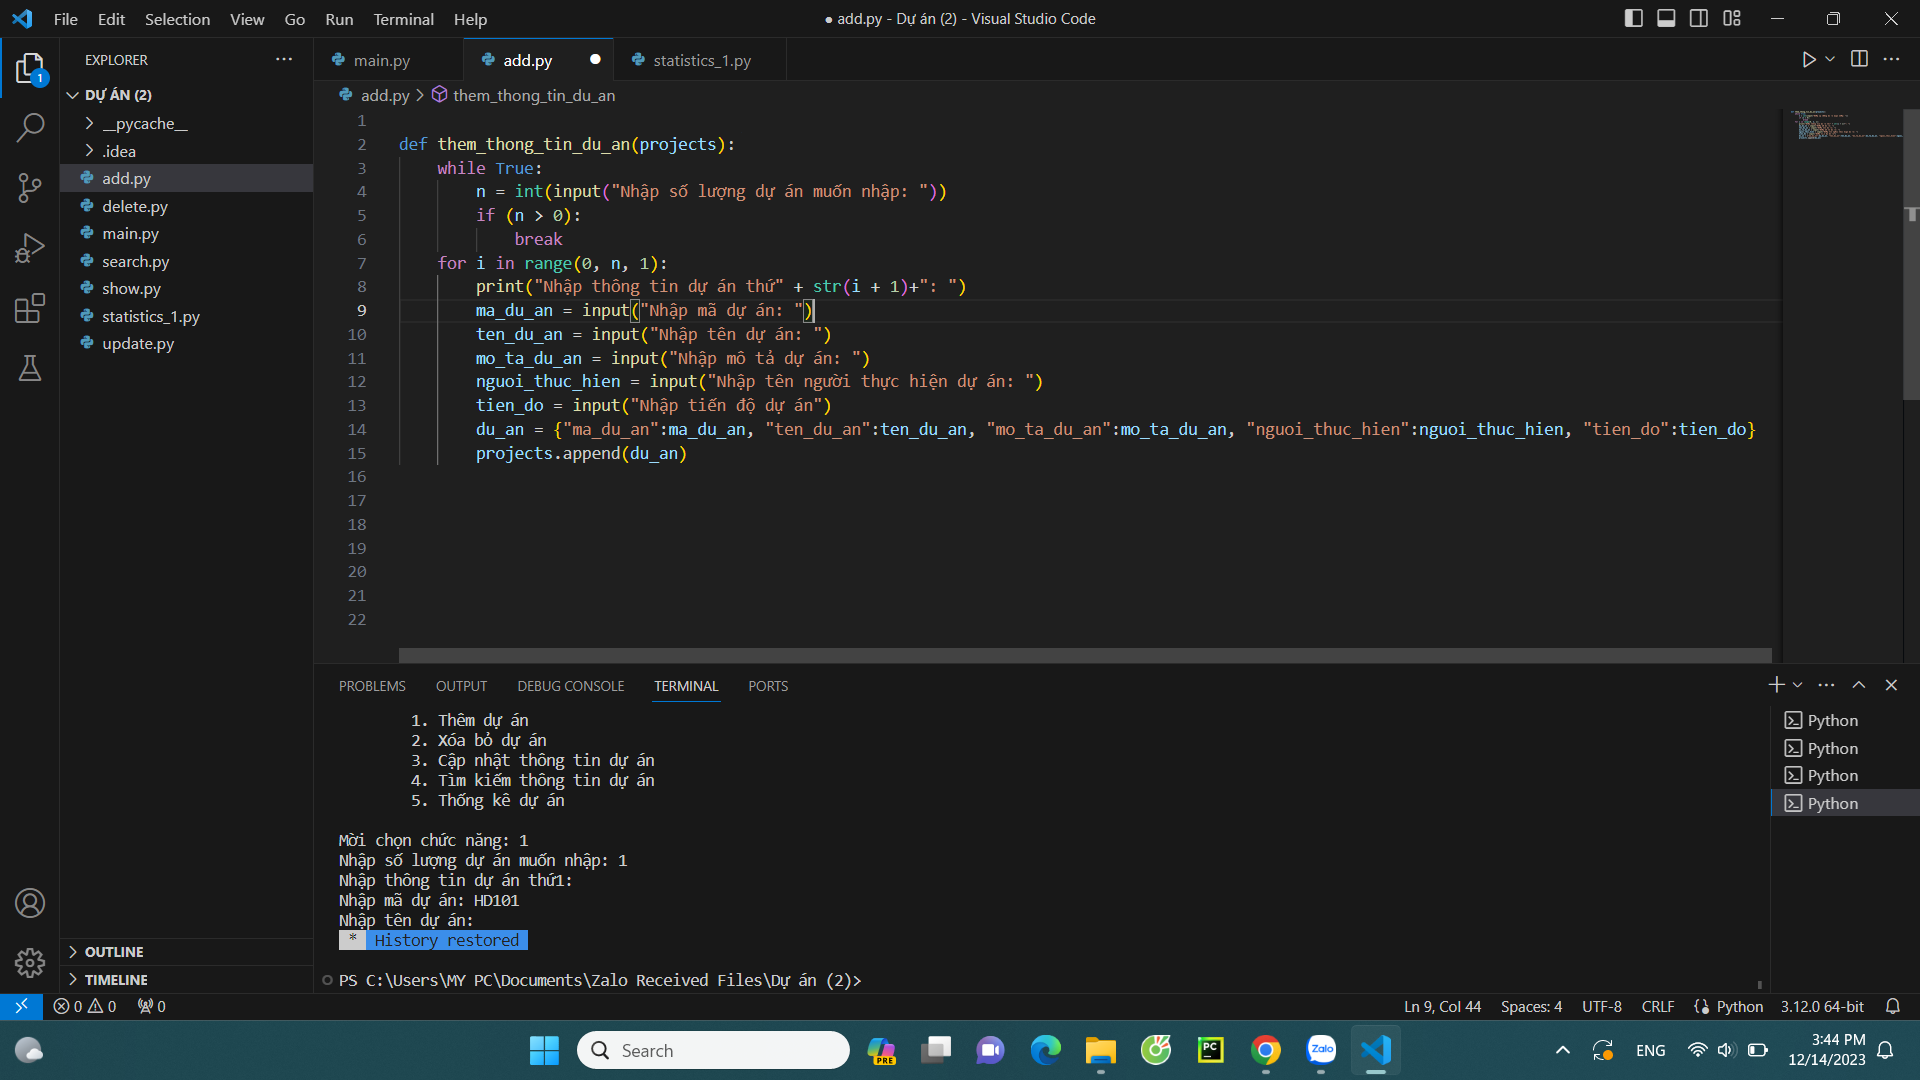 File Edit Selection View Go Run Terminal Help
● add.py - Dự án (2) - Visual Studio Code
EXPLORER
DỰ ÁN (2)
__pycache__
.idea
add.py
delete.py
main.py
search.py
show.py
statistics_1.py
update.py
OUTLINE
TIMELINE
1
main.py add.py statistics_1.py
add.py > them_thong_tin_du_an
1
2 def them_thong_tin_du_an(projects):
3 while True:
4 n = int(input("Nhập số lượng dự án muốn nhập: "))
5 if (n > 0):
6 break
7 for i in range(0, n, 1):
8 print("Nhập thông tin dự án thứ" + str(i + 1)+": ")
9 ma_du_an = input("Nhập mã dự án: ")
10 ten_du_an = input("Nhập tên dự án: ")
11 mo_ta_du_an = input("Nhập mô tả dự án: ")
12 nguoi_thuc_hien = input("Nhập tên người thực hiện dự án: ")
13 tien_do = input("Nhập tiến độ dự án")
14 du_an = {"ma_du_an":ma_du_an, "ten_du_an":ten_du_an, "mo_ta_du_an":mo_ta_du_an, "nguoi_thuc_hien":nguoi_thuc_hien, "tien_do":tien_do}
15 projects.append(du_an)
16
17
18
19
20
21
22
PROBLEMS OUTPUT DEBUG CONSOLE TERMINAL PORTS
1. Thêm dự án
2. Xóa bỏ dự án
3. Cập nhật thông tin dự án
4. Tìm kiếm thông tin dự án
5. Thống kê dự án
Mời chọn chức năng: 1
Nhập số lượng dự án muốn nhập: 1
Nhập thông tin dự án thứ1:
Nhập mã dự án: HD101
Nhập tên dự án:
* History restored
PS C:\Users\MY PC\Documents\Zalo Received Files\Dự án (2)>
Python
Python
Python
Python
0 0 0
Ln 9, Col 44 Spaces: 4 UTF-8 CRLF Python 3.12.0 64-bit
Search
PRE
PC
Zalo
ENG
3:44 PM
12/14/2023